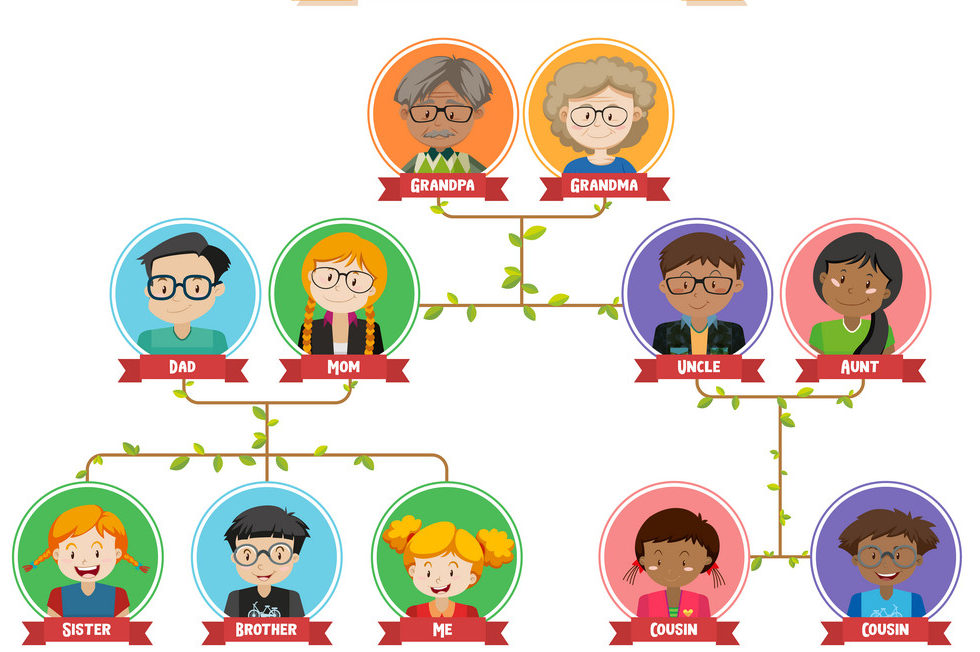 GRANDPA
GRANDMA
DAD
MOM
UNCLE
AUNT
SISTER
BROTHER
ME
COUSIN
COUSIN